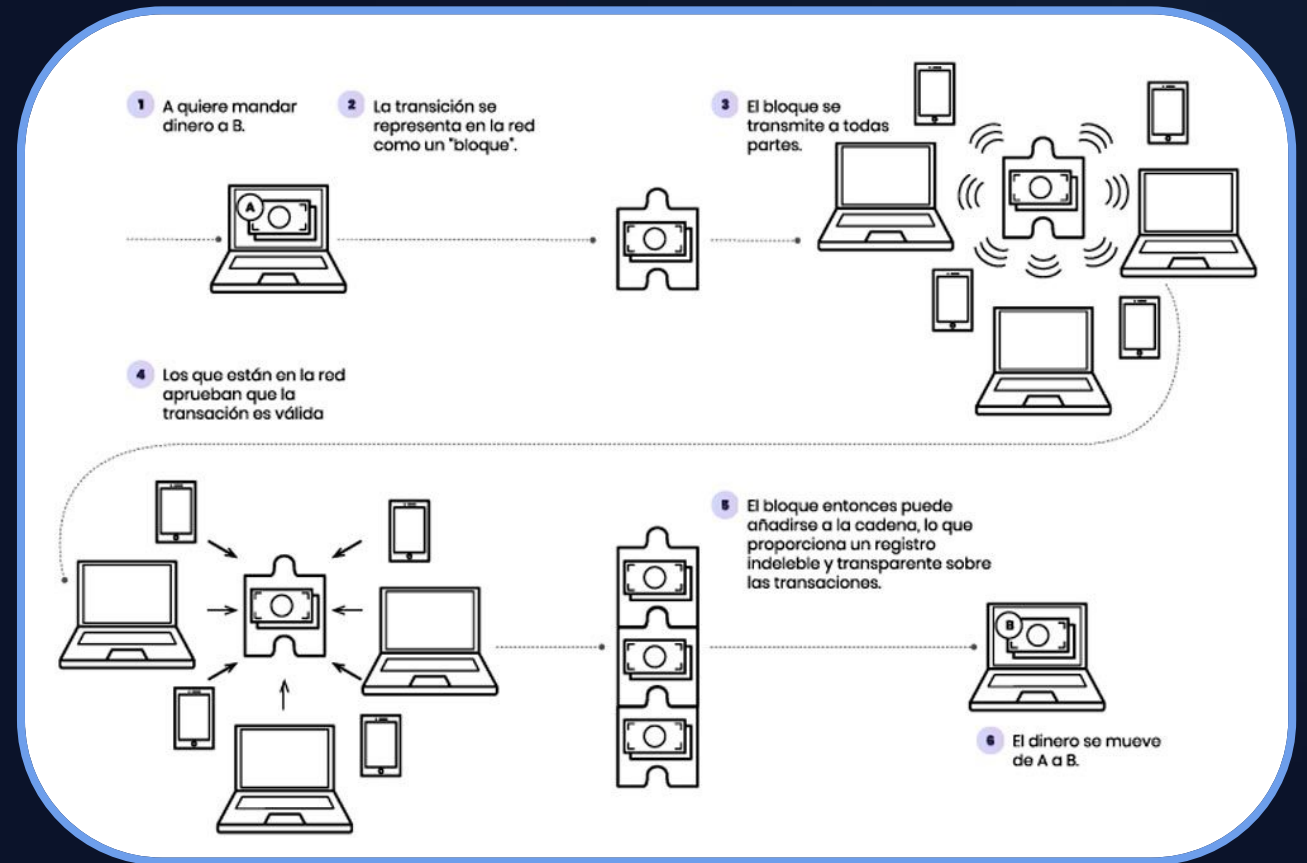 1 A quiere mandar
dinero a B.
2 La transición se
representa en la red
como un "bloque".
3 El bloque se
transmite a todas
partes.
A
4 Los que están en la red
aprueban que la
transación es válida
5 El bloque entonces puede
añadirse a la cadena, lo que
proporciona un registro
indeleble y transparente sobre
las transaciones.
B
6 El dinero se mueve
de A a B.